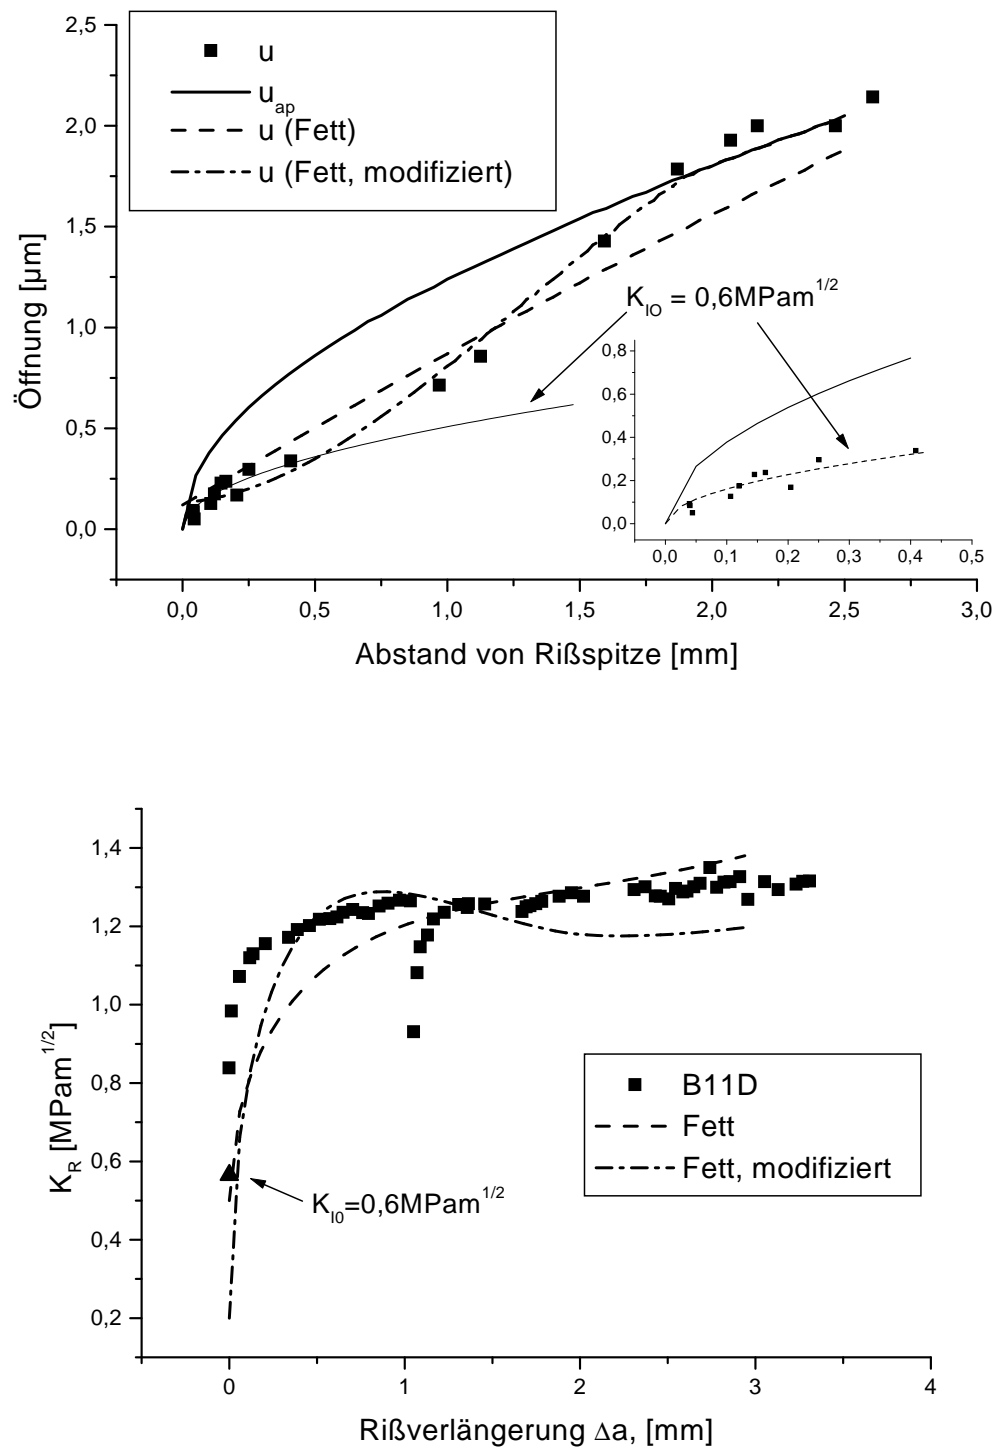 2,5
2,0
1,5
1,0
0,5
0,0
Öffnung [µm]
u
u_ap
u (Fett)
u (Fett, modifiziert)
K_IO = 0,6MPam^1/2
0,8
0,6
0,4
0,2
0,0
0,0 0,1 0,2 0,3 0,4 0,5
0,0 0,5 1,0 1,5 2,0 2,5 3,0
Abstand von Rißspitze [mm]
1,4
1,2
1,0
0,8
0,6
0,4
0,2
K_R [MPam^1/2]
B11D
Fett
Fett, modifiziert
K_I0=0,6MPam^1/2
0 1 2 3 4
Rißverlängerung Δa, [mm]